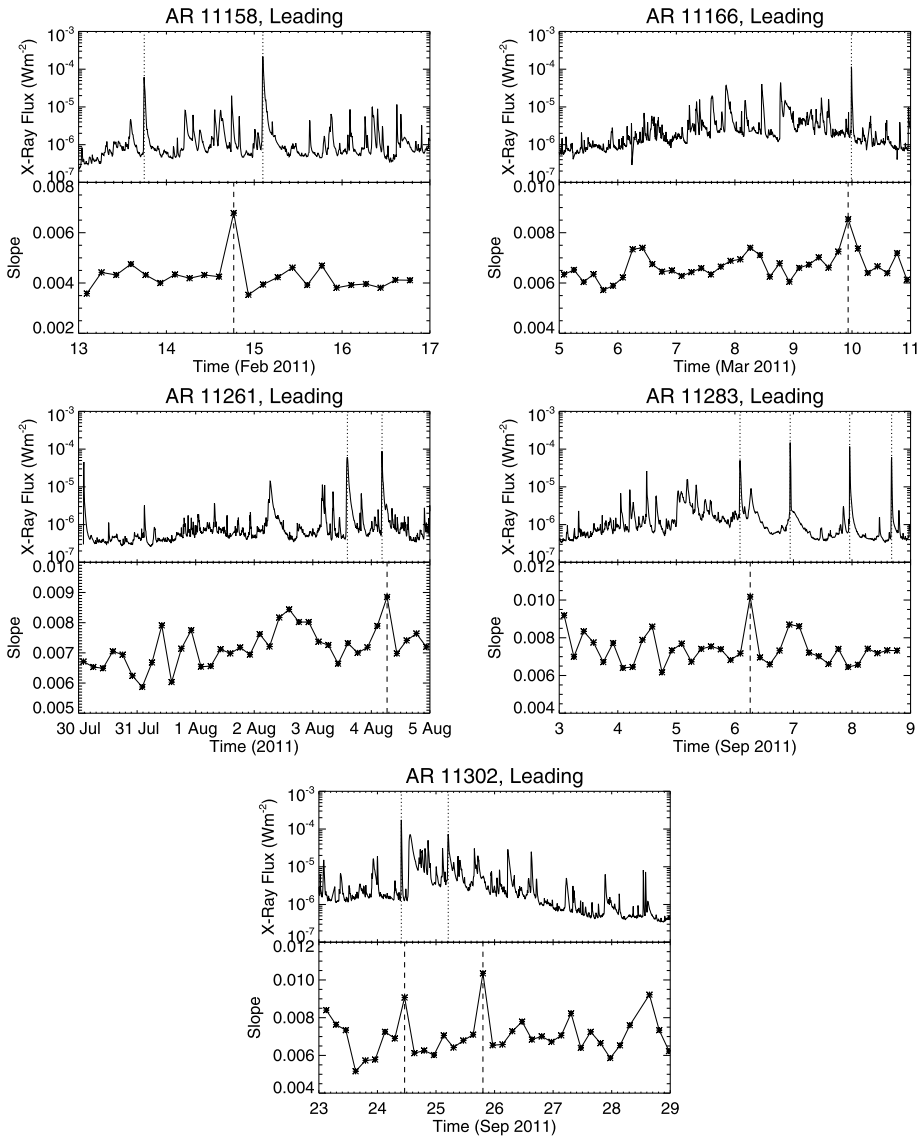 AR 11158, Leading
X-Ray Flux (Wm-2)
10-3
10-4
10-5
10-6
10-7
0.008
0.006
0.004
0.002
Slope
13 14 15 16 17
Time (Feb 2011)
AR 11166, Leading
X-Ray Flux (Wm-2)
10-3
10-4
10-5
10-6
10-7
0.010
0.008
0.006
0.004
Slope
5 6 7 8 9 10 11
Time (Mar 2011)
AR 11261, Leading
X-Ray Flux (Wm-2)
10-3
10-4
10-5
10-6
10-7
0.010
0.009
0.008
0.007
0.006
0.005
Slope
30 Jul 31 Jul 1 Aug 2 Aug 3 Aug 4 Aug 5 Aug
Time (2011)
AR 11283, Leading
X-Ray Flux (Wm-2)
10-3
10-4
10-5
10-6
10-7
0.012
0.010
0.008
0.006
0.004
Slope
3 4 5 6 7 8 9
Time (Sep 2011)
AR 11302, Leading
X-Ray Flux (Wm-2)
10-3
10-4
10-5
10-6
10-7
0.012
0.010
0.008
0.006
0.004
Slope
23 24 25 26 27 28 29
Time (Sep 2011)